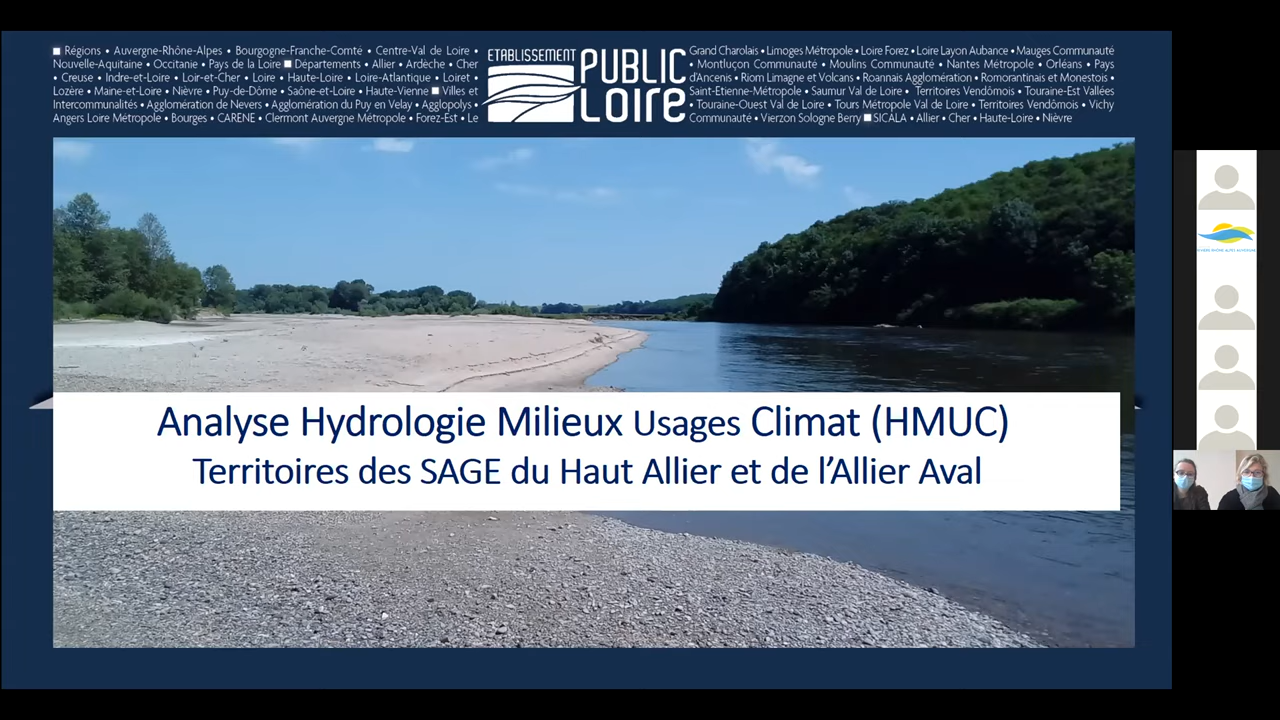 ■ Régions • Auvergne-Rhône-Alpes • Bourgogne-Franche-Comté • Centre-Val de Loire •
Nouvelle-Aquitaine • Occitanie • Pays de la Loire ■ Départements • Allier • Ardèche • Cher
• Creuse • Indre-et-Loire • Loir-et-Cher • Loire • Haute-Loire • Loire-Atlantique • Loiret •
Lozère • Maine-et-Loire • Nièvre • Puy-de-Dôme • Saône-et-Loire • Haute-Vienne ■ Villes et
Intercommunalités • Agglomération de Nevers • Agglomération du Puy en Velay • Agglopolys •
Angers Loire Métropole • Bourges • CARENE • Clermont Auvergne Métropole • Forez-Est • Le
ETABLISSEMENT
PUBLIC
LOIRE
Grand Charolais • Limoges Métropole • Loire Forez • Loire Layon Aubance • Mauges Communauté
• Montluçon Communauté • Moulins Communauté • Nantes Métropole • Orléans • Pays
d'Ancenis • Riom Limagne et Volcans • Roannais Agglomération • Romorantinais et Monestois •
Saint-Etienne-Métropole • Saumur Val de Loire • Territoires Vendômois • Touraine-Est Vallées
• Touraine-Ouest Val de Loire • Tours Métropole Val de Loire • Territoires Vendômois • Vichy
Communauté • Vierzon Sologne Berry ■ SICALA • Allier • Cher • Haute-Loire • Nièvre
Analyse Hydrologie Milieux Usages Climat (HMUC)
Territoires des SAGE du Haut Allier et de l'Allier Aval